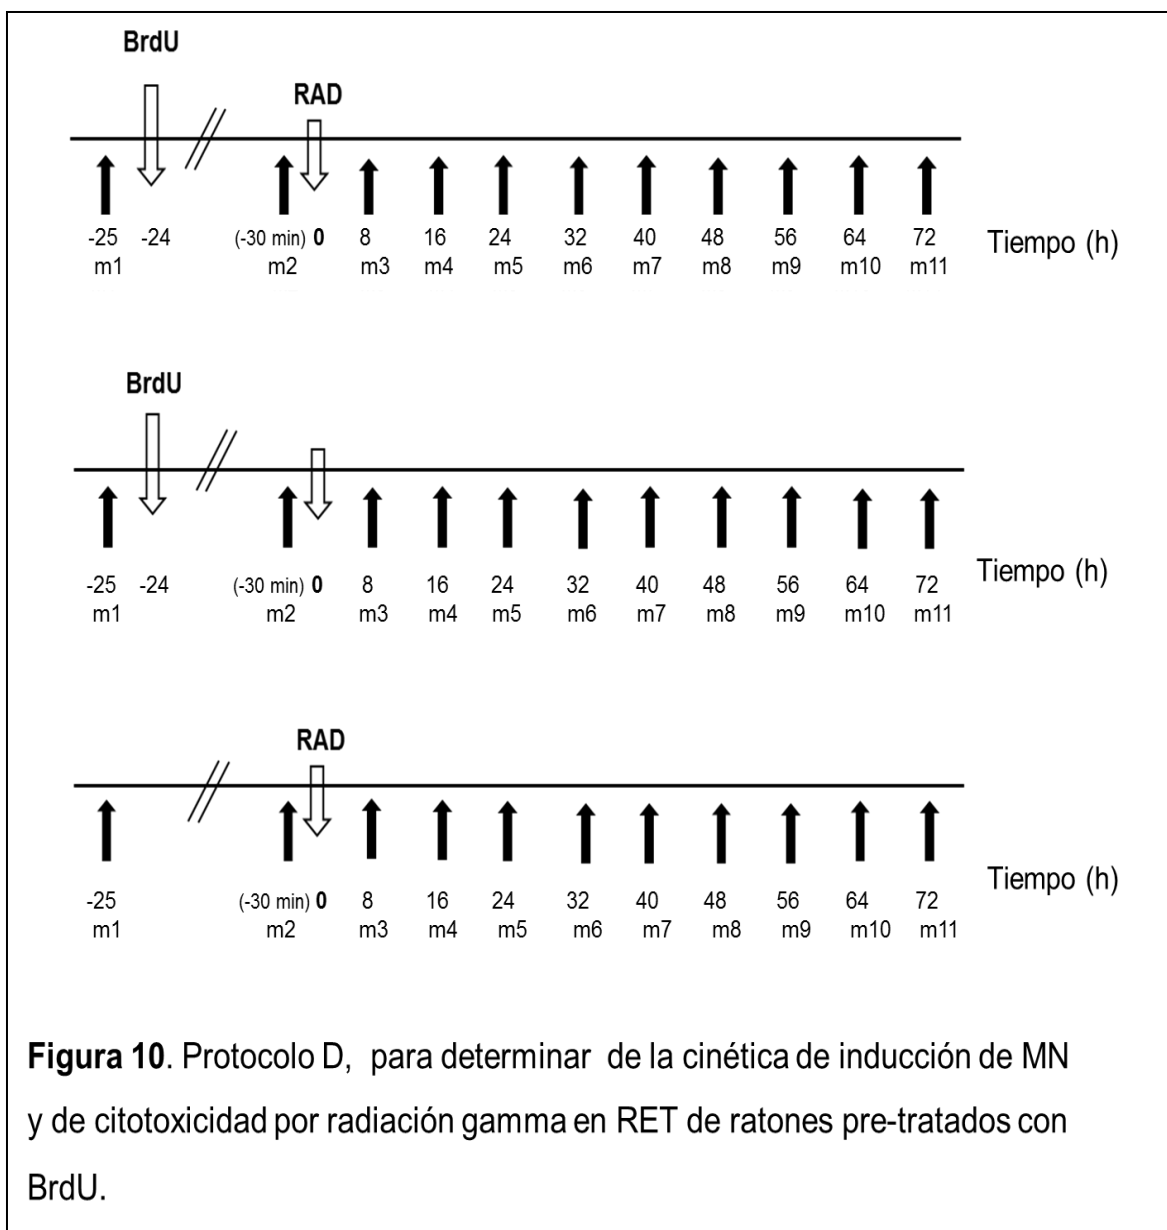 BrdU
RAD
-25 -24 (-30 min) 0 8 16 24 32 40 48 56 64 72 Tiempo (h)
m1 m2 m3 m4 m5 m6 m7 m8 m9 m10 m11
BrdU
-25 -24 (-30 min) 0 8 16 24 32 40 48 56 64 72 Tiempo (h)
m1 m2 m3 m4 m5 m6 m7 m8 m9 m10 m11
RAD
-25 (-30 min) 0 8 16 24 32 40 48 56 64 72 Tiempo (h)
m1 m2 m3 m4 m5 m6 m7 m8 m9 m10 m11
Figura 10. Protocolo D, para determinar de la cinética de inducción de MN
y de citotoxicidad por radiación gamma en RET de ratones pre-tratados con
BrdU.